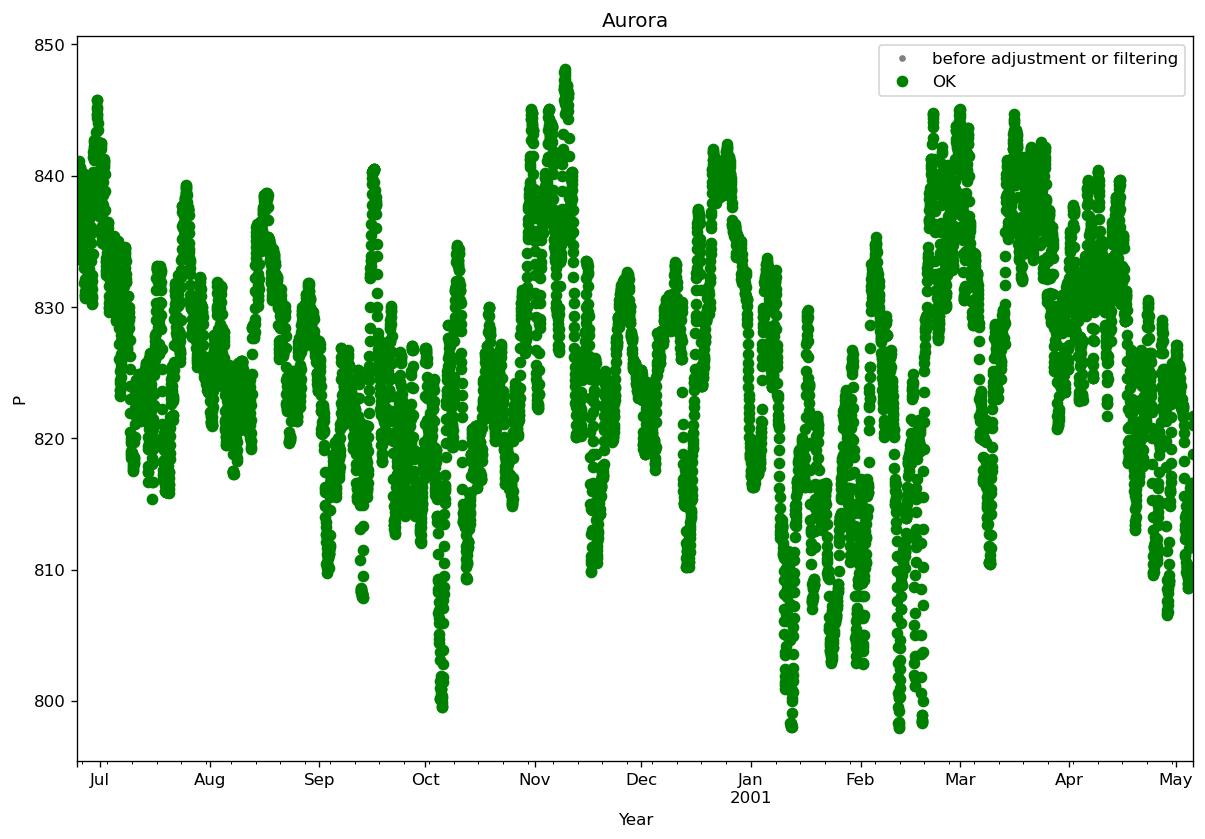 Aurora
before adjustment or filtering
OK
850
840
830
820
810
800
P
Jul Aug Sep Oct Nov Dec Jan Feb Mar Apr May
2001
Year